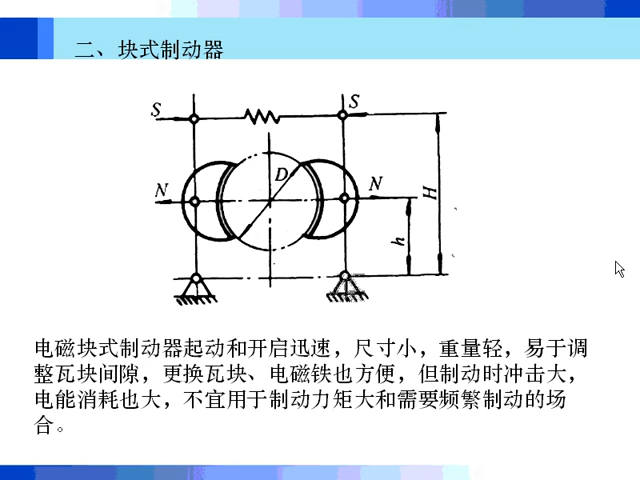 二、块式制动器
S
S
D
N
N
H
h
电磁块式制动器起动和开启迅速，尺寸小，重量轻，易于调
整瓦块间隙，更换瓦块、电磁铁也方便，但制动时冲击大，
电能消耗也大，不宜用于制动力矩大和需要频繁制动的场
合。